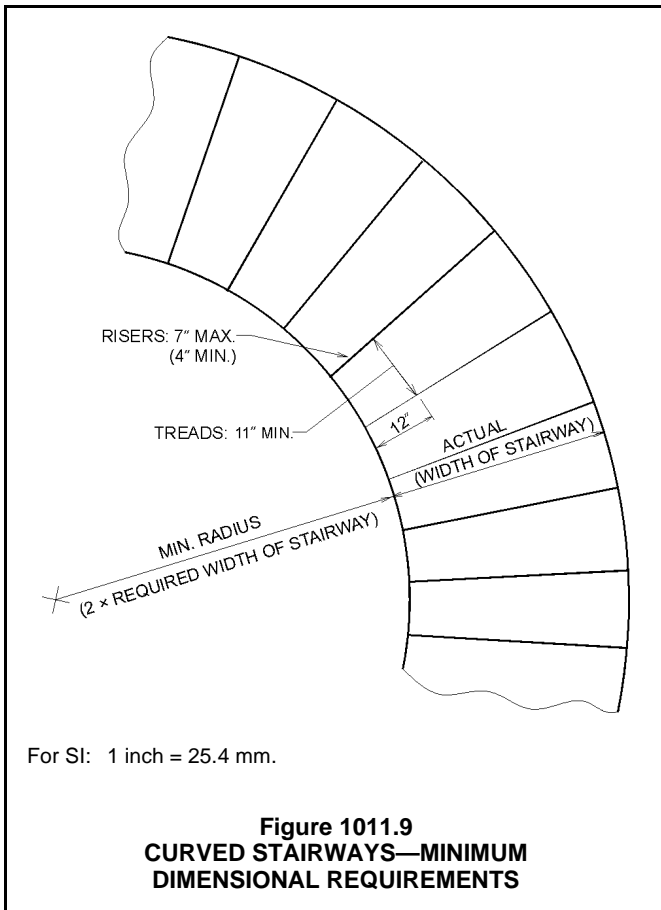 RISERS: 7" MAX.
(4" MIN.)
TREADS: 11" MIN.
12"
ACTUAL
(WIDTH OF STAIRWAY)
MIN. RADIUS
(2 × REQUIRED WIDTH OF STAIRWAY)
For SI: 1 inch = 25.4 mm.
Figure 1011.9
CURVED STAIRWAYS—MINIMUM
DIMENSIONAL REQUIREMENTS